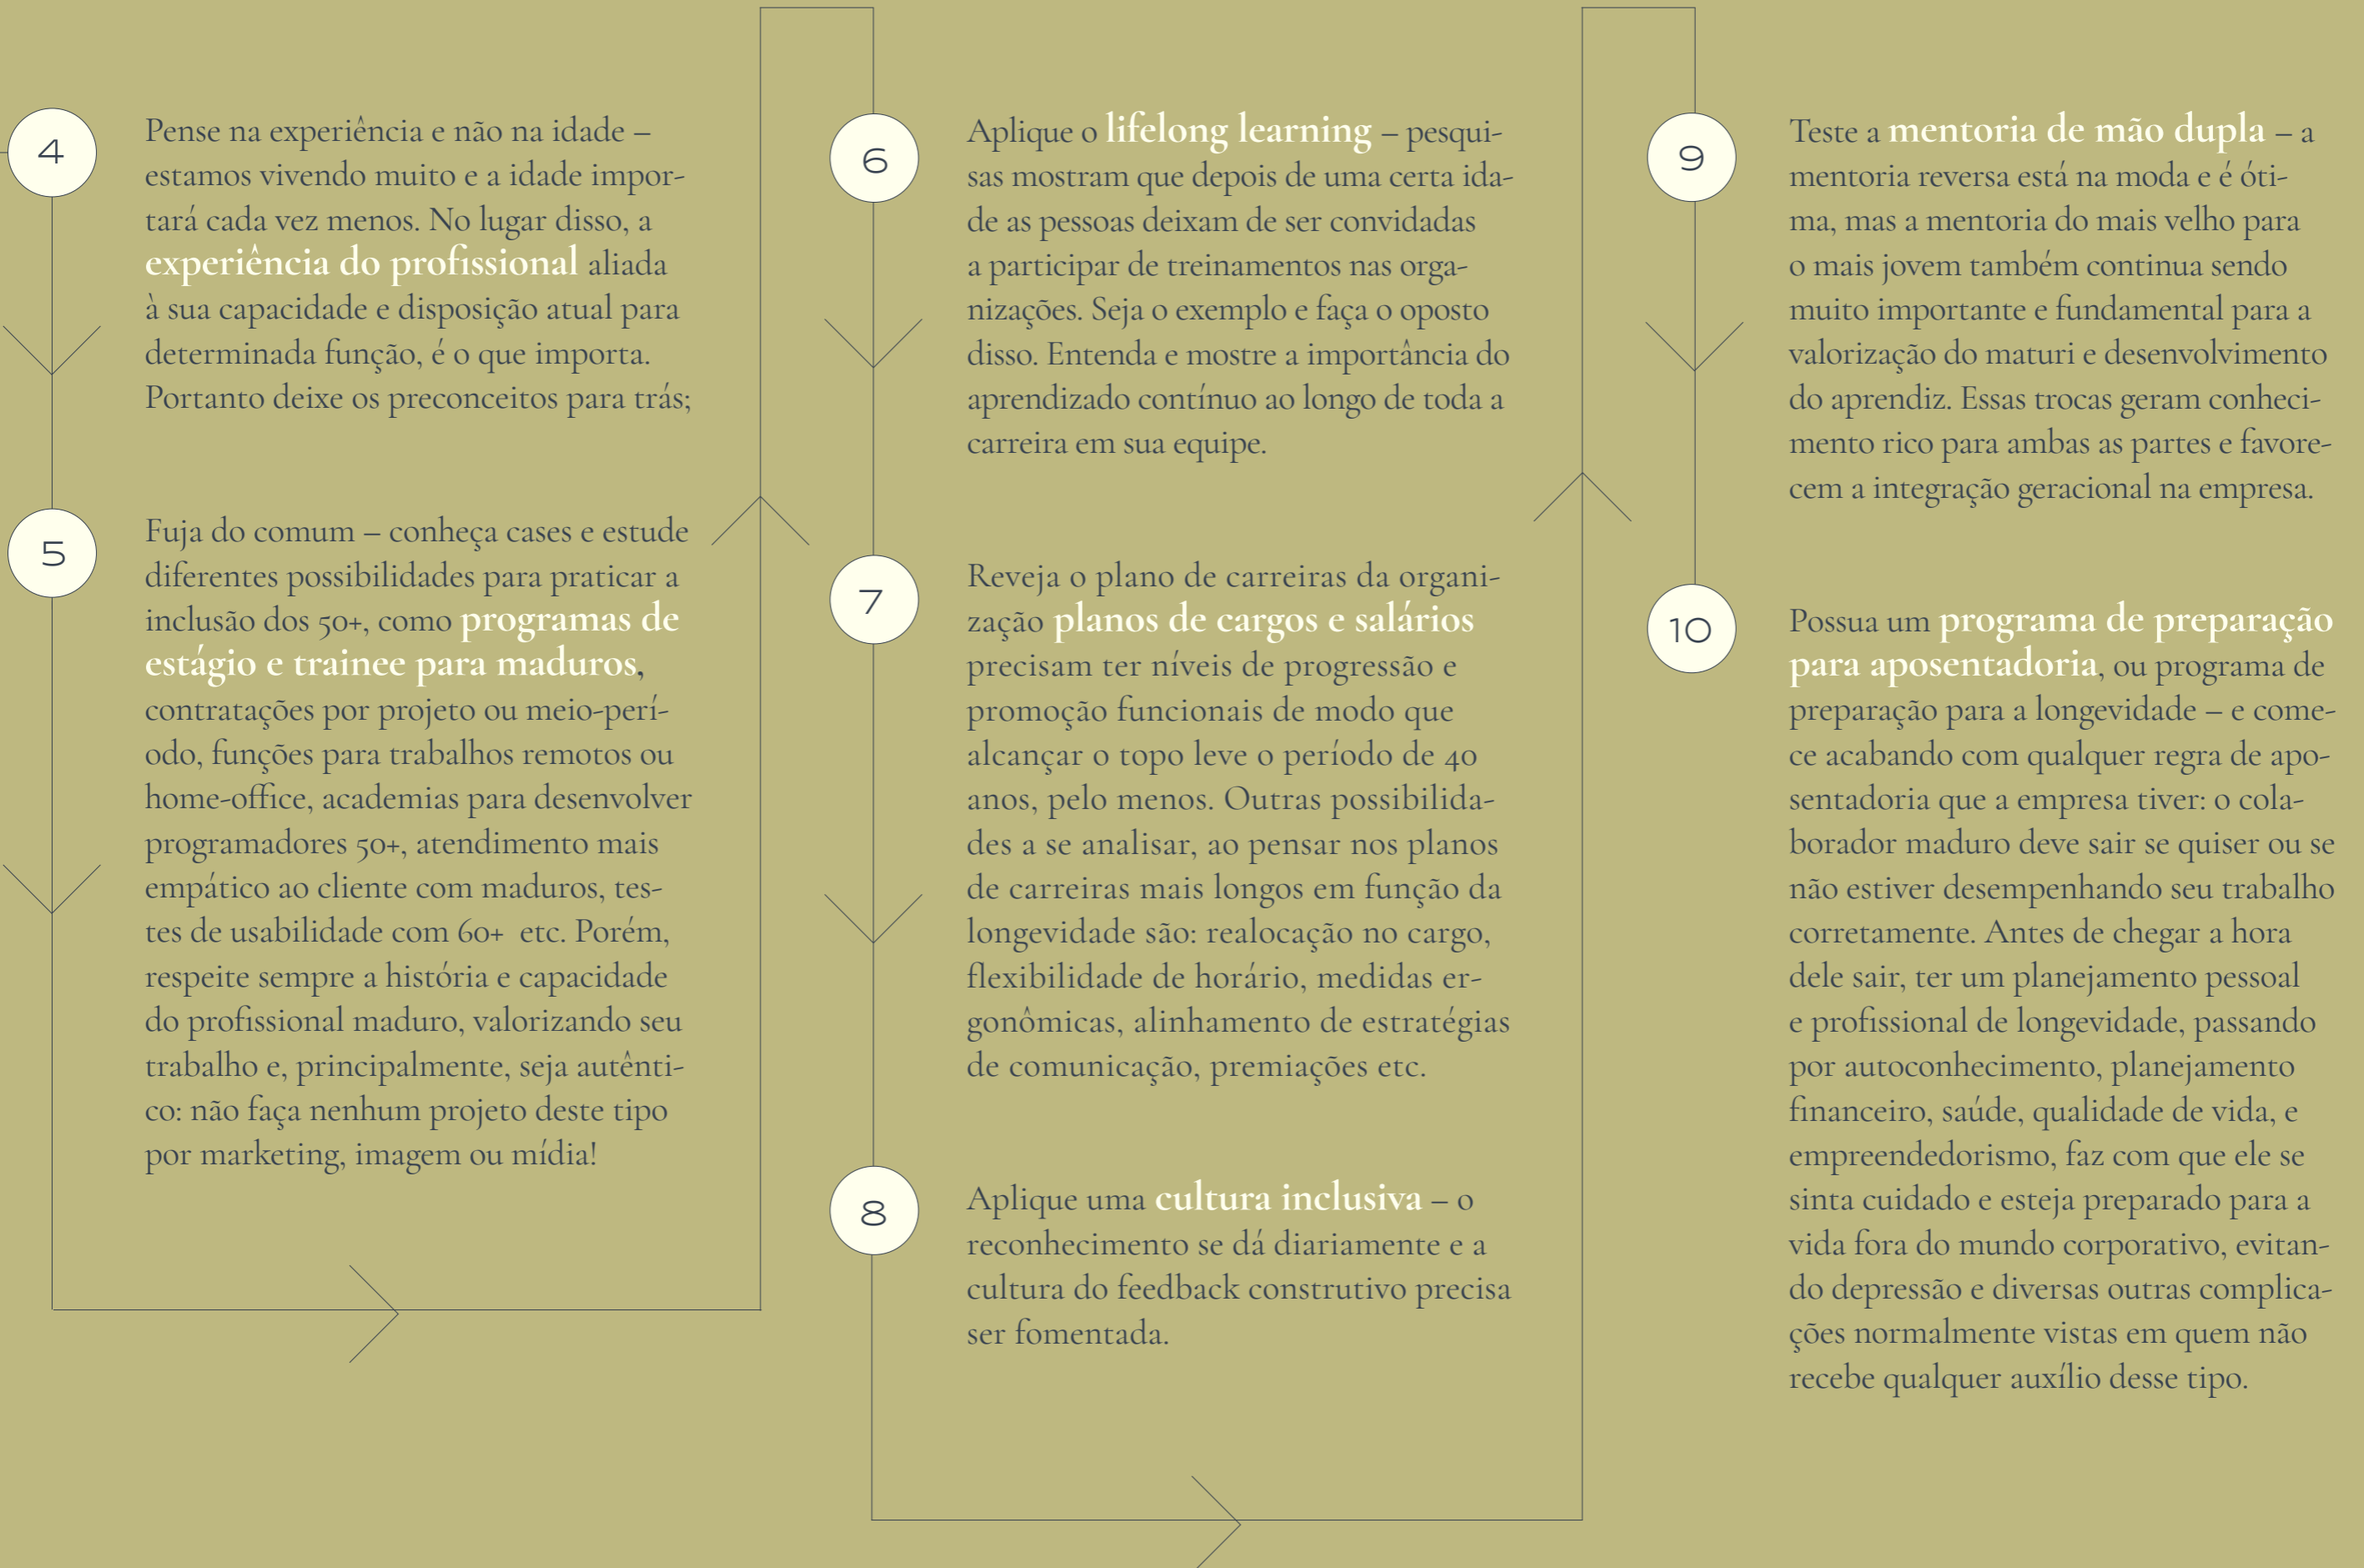 4
Pense na experiência e não na idade –
estamos vivendo muito e a idade impor-
tará cada vez menos. No lugar disso, a
experiência do profissional aliada
à sua capacidade e disposição atual para
determinada função, é o que importa.
Portanto deixe os preconceitos para trás;
5
Fuja do comum – conheça cases e estude
diferentes possibilidades para praticar a
inclusão dos 50+, como programas de
estágio e trainee para maduros,
contratações por projeto ou meio-perí-
odo, funções para trabalhos remotos ou
home-office, academias para desenvolver
programadores 50+, atendimento mais
empático ao cliente com maduros, tes-
tes de usabilidade com 60+ etc. Porém,
respeite sempre a história e capacidade
do profissional maduro, valorizando seu
trabalho e, principalmente, seja autênti-
co: não faça nenhum projeto deste tipo
por marketing, imagem ou mídia!
6
Aplique o lifelong learning – pesqui-
sas mostram que depois de uma certa ida-
de as pessoas deixam de ser convidadas
a participar de treinamentos nas orga-
nizações. Seja o exemplo e faça o oposto
disso. Entenda e mostre a importância do
aprendizado contínuo ao longo de toda a
carreira em sua equipe.
7
Reveja o plano de carreiras da organi-
zação planos de cargos e salários
precisam ter níveis de progressão e
promoção funcionais de modo que
alcançar o topo leve o período de 40
anos, pelo menos. Outras possibilida-
des a se analisar, ao pensar nos planos
de carreiras mais longos em função da
longevidade são: realocação no cargo,
flexibilidade de horário, medidas er-
gonômicas, alinhamento de estratégias
de comunicação, premiações etc.
8
Aplique uma cultura inclusiva – o
reconhecimento se dá diariamente e a
cultura do feedback construtivo precisa
ser fomentada.
9
Teste a mentoria de mão dupla – a
mentoria reversa está na moda e é óti-
ma, mas a mentoria do mais velho para
o mais jovem também continua sendo
muito importante e fundamental para a
valorização do maturi e desenvolvimento
do aprendiz. Essas trocas geram conheci-
mento rico para ambas as partes e favore-
cem a integração geracional na empresa.
10
Possua um programa de preparação
para aposentadoria, ou programa de
preparação para a longevidade – e come-
ce acabando com qualquer regra de apo-
sentadoria que a empresa tiver: o cola-
borador maduro deve sair se quiser ou se
não estiver desempenhando seu trabalho
corretamente. Antes de chegar a hora
dele sair, ter um planejamento pessoal
e profissional de longevidade, passando
por autoconhecimento, planejamento
financeiro, saúde, qualidade de vida, e
empreendedorismo, faz com que ele se
sinta cuidado e esteja preparado para a
vida fora do mundo corporativo, evitan-
do depressão e diversas outras complica-
ções normalmente vistas em quem não
recebe qualquer auxílio desse tipo.